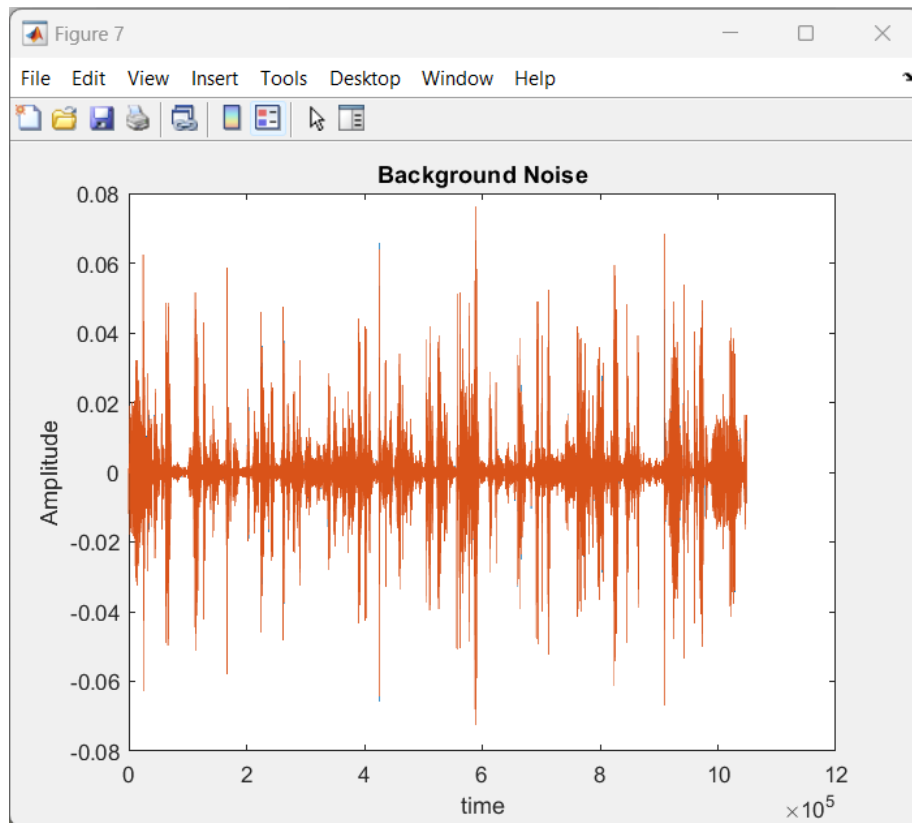 Figure 7
File Edit View Insert Tools Desktop Window Help
Background Noise
0.08
0.06
0.04
0.02
0
-0.02
-0.04
-0.06
-0.08
Amplitude
0 2 4 6 8 10 12
time
×10⁵